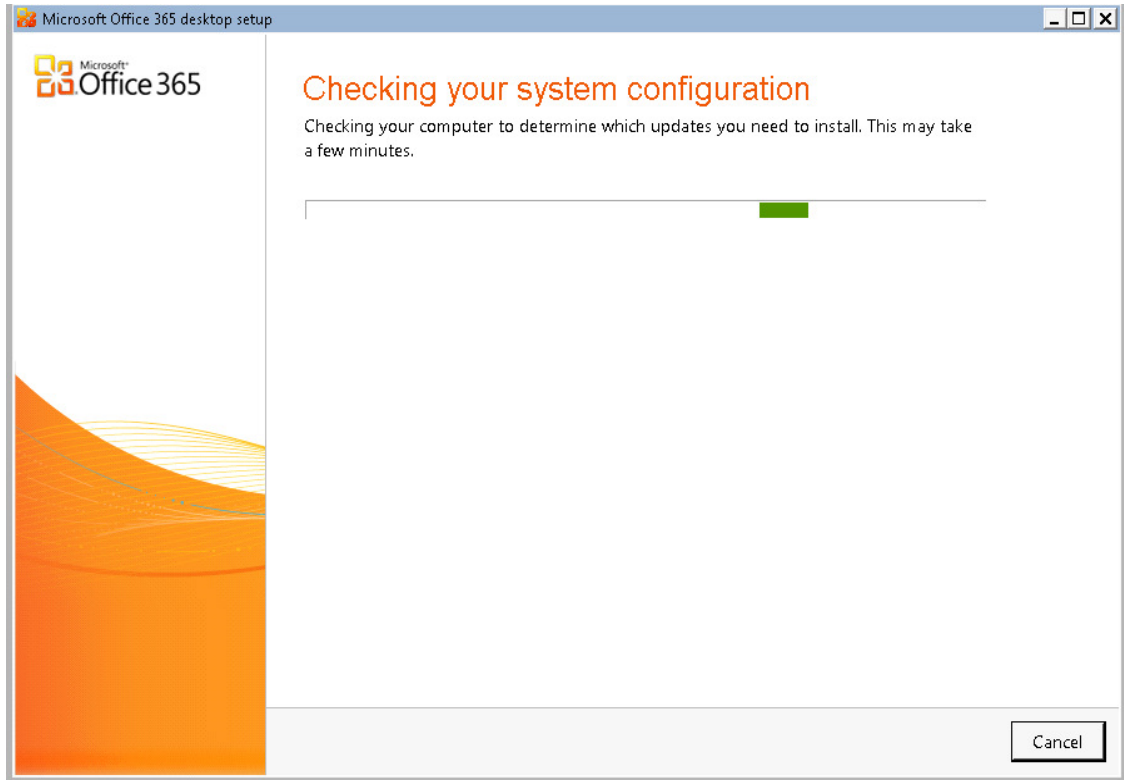 Microsoft Office 365 desktop setup
Microsoft®
Office 365
Checking your system configuration
Checking your computer to determine which updates you need to install. This may take
a few minutes.
Cancel